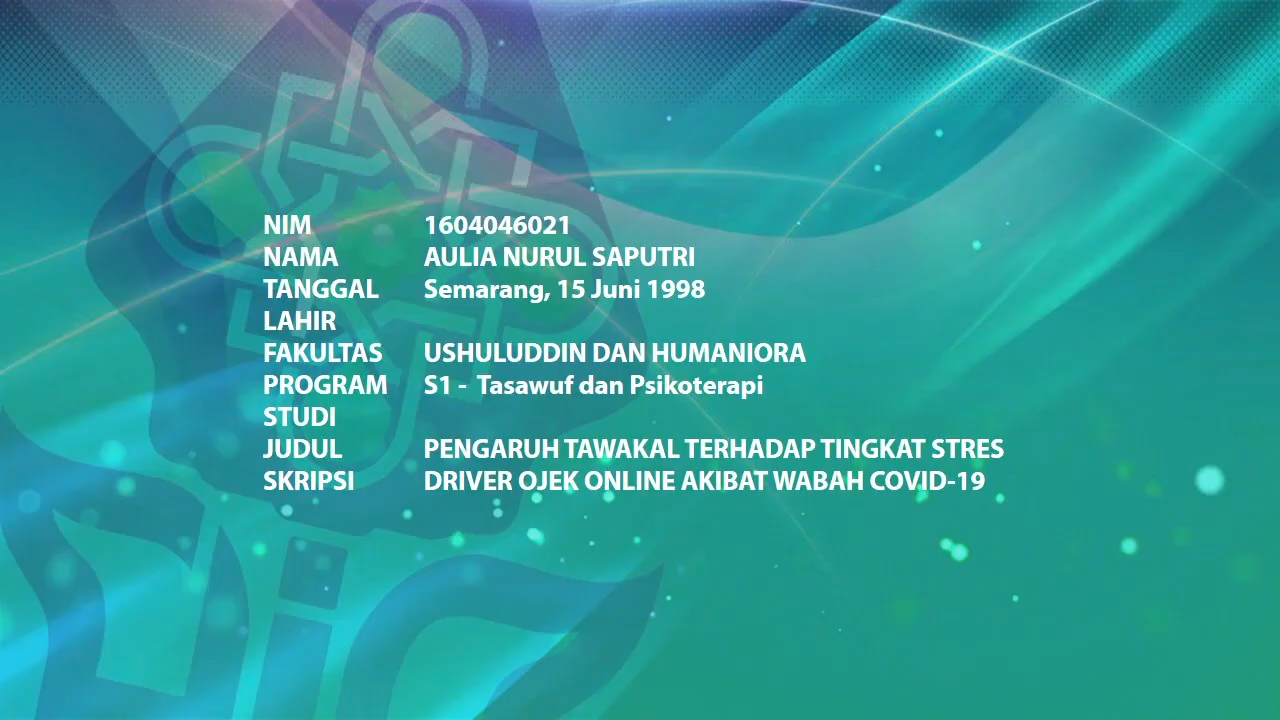 NIM 1604046021
NAMA AULIA NURUL SAPUTRI
TANGGAL Semarang, 15 Juni 1998
LAHIR
FAKULTAS USHULUDDIN DAN HUMANIORA
PROGRAM S1 - Tasawuf dan Psikoterapi
STUDI
JUDUL PENGARUH TAWAKAL TERHADAP TINGKAT STRES
SKRIPSI DRIVER OJEK ONLINE AKIBAT WABAH COVID-19